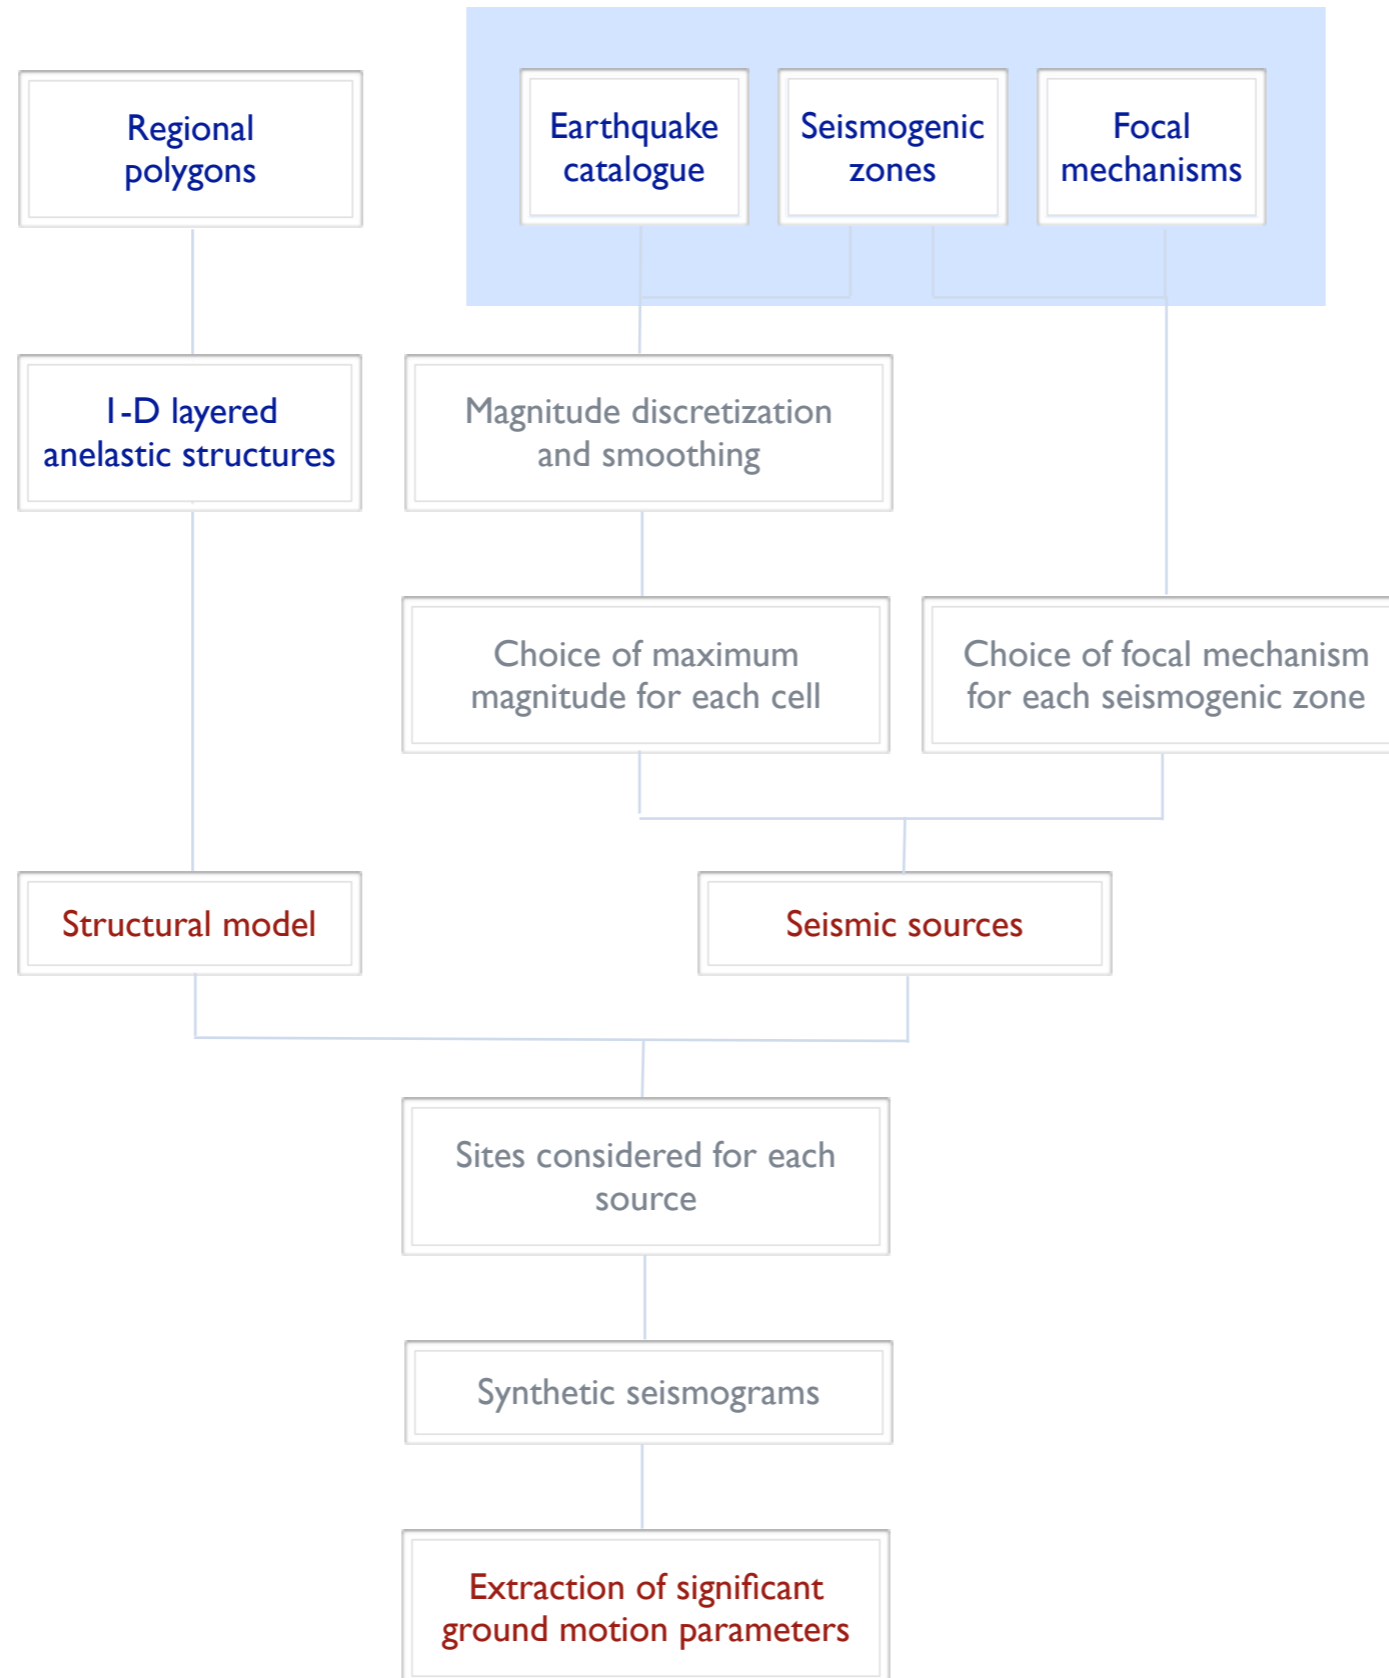 Regional
polygons
Earthquake
catalogue
Seismogenic
zones
Focal
mechanisms
1-D layered
anelastic structures
Magnitude discretization
and smoothing
Choice of maximum
magnitude for each cell
Choice of focal mechanism
for each seismogenic zone
Structural model
Seismic sources
Sites considered for each
source
Synthetic seismograms
Extraction of significant
ground motion parameters